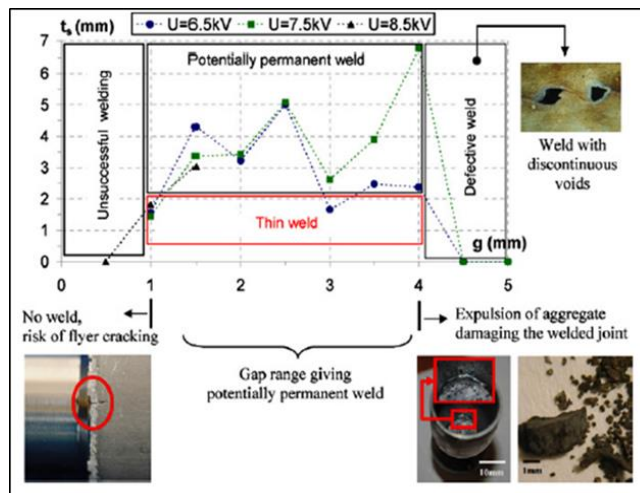 t_s (mm)
U=6.5kV U=7.5kV U=8.5kV
7
6
5
4
3
2
1
0
Unsuccessful welding
Potentially permanent weld
Thin weld
Defective weld
g (mm)
0 1 2 3 4 5
Weld with
discontinuous
voids
No weld,
risk of flyer cracking
Gap range giving
potentially permanent weld
Expulsion of aggregate
damaging the welded joint
10mm
1mm